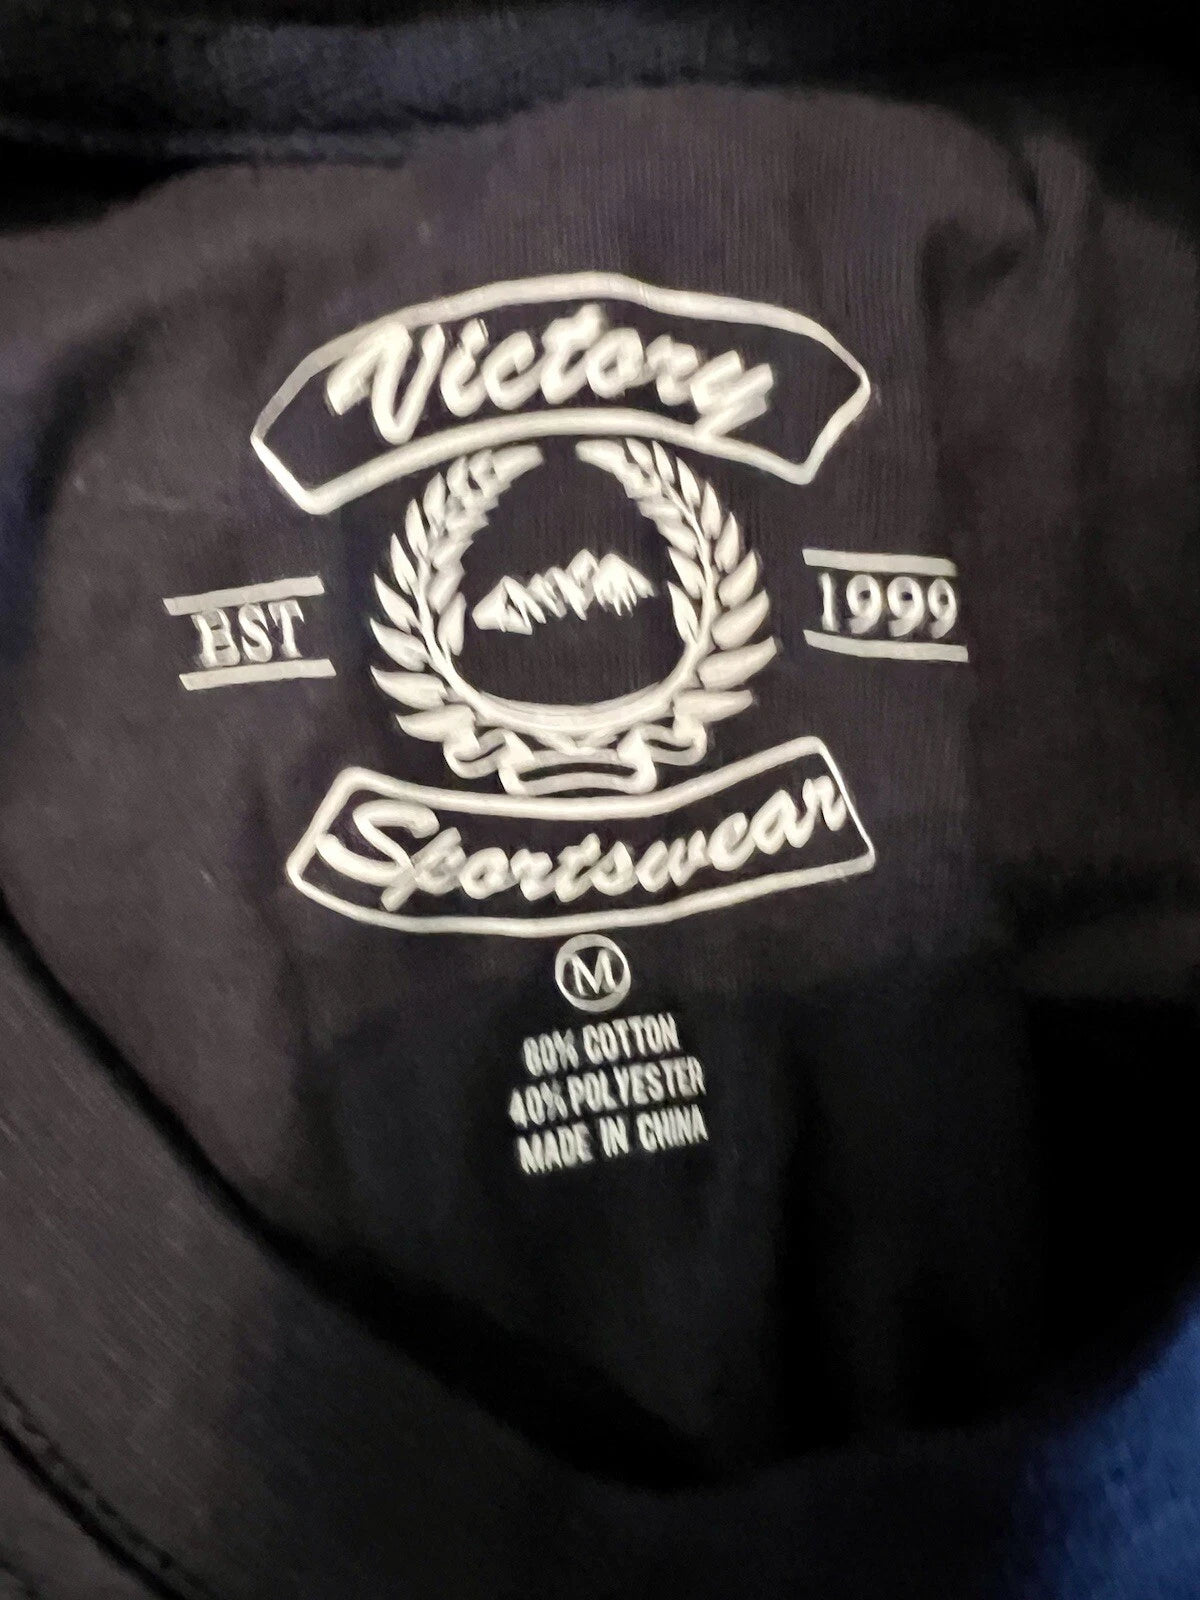 Victory
EST 1999
Sportswear
M
60% COTTON
40% POLYESTER
MADE IN CHINA